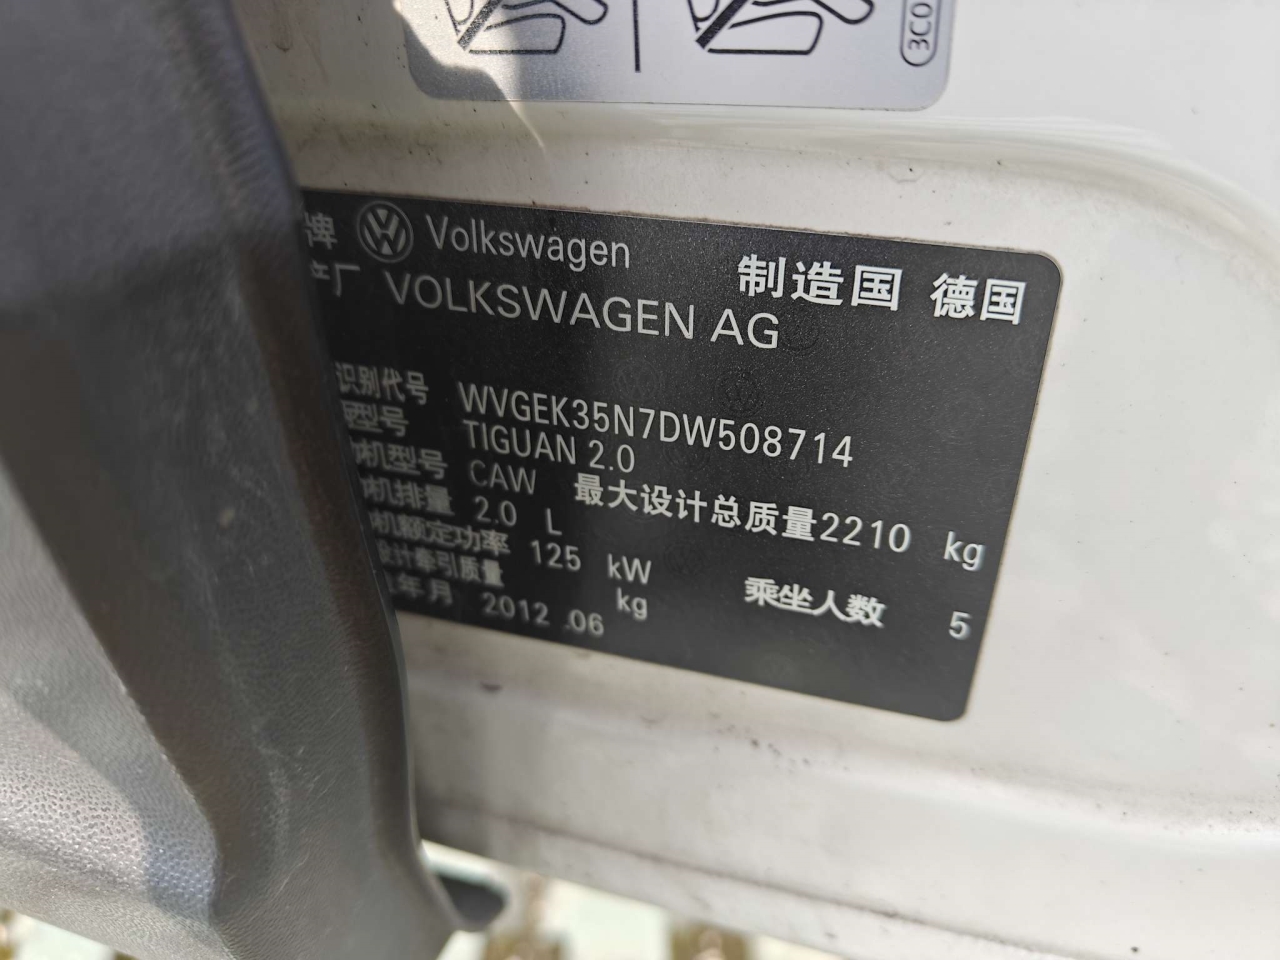 3C0
牌 Volkswagen
制造国 德国
产厂 VOLKSWAGEN AG
识别代号 WVGEK35N7DW508714
型号 TIGUAN 2.0
机型号 CAW 最大设计总质量2210 kg
机排量 2.0 L
机额定功率 125 kW
设计牵引质量 kg 乘坐人数 5
年月 2012 .06